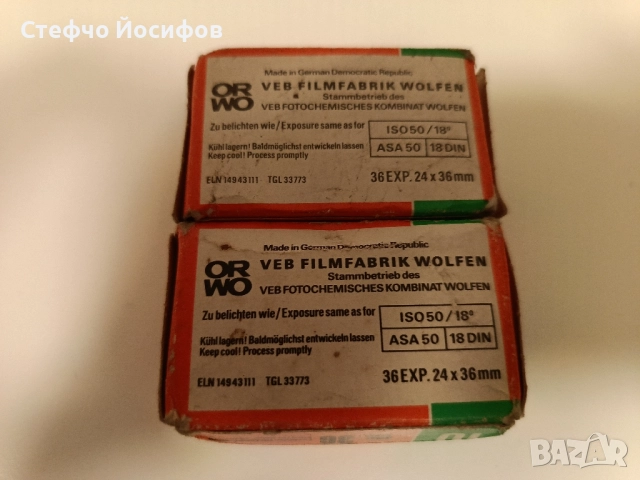 Стефчо Йосифов
Made in German Democratic Republic
ORWO
VEB FILMFABRIK WOLFEN
Stammbetrieb des
VEB FOTOCHEMISCHES KOMBINAT WOLFEN
Zu belichten wie/Exposure same as for
ISO 50/18°
ASA 50 18 DIN
Kühl lagern! Baldmöglichst entwickeln lassen
Keep cool! Process promptly
ELN 14943111 TGL 33773
36 EXP. 24 x 36 mm
Made in German Democratic Republic
ORWO
VEB FILMFABRIK WOLFEN
Stammbetrieb des
VEB FOTOCHEMISCHES KOMBINAT WOLFEN
Zu belichten wie/Exposure same as for
ISO 50/18°
ASA 50 18 DIN
Kühl lagern! Baldmöglichst entwickeln lassen
Keep cool! Process promptly
ELN 14943111 TGL 33773
36 EXP. 24 x 36 mm
BAZAR